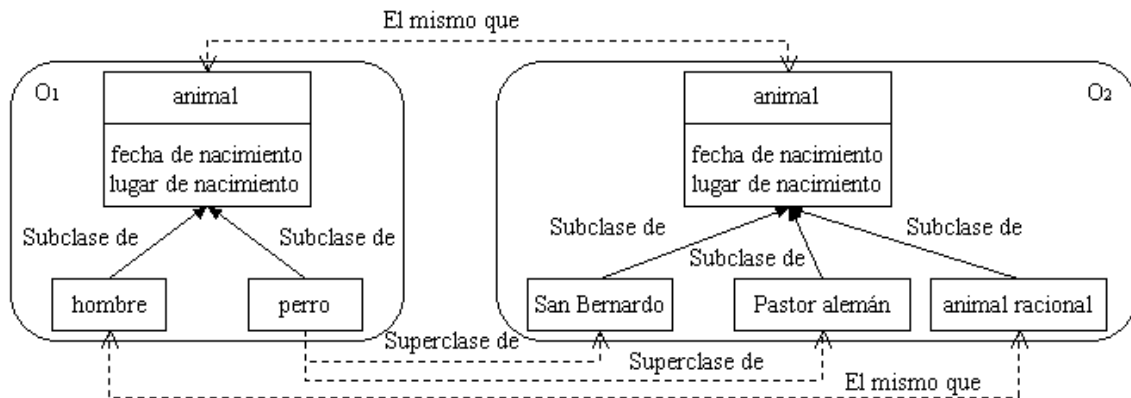 El mismo que
O1
animal
fecha de nacimiento
lugar de nacimiento
Subclase de
Subclase de
hombre
perro
O2
animal
fecha de nacimiento
lugar de nacimiento
Subclase de
Subclase de
Subclase de
San Bernardo
Pastor alemán
animal racional
Superclase de
Superclase de
El mismo que